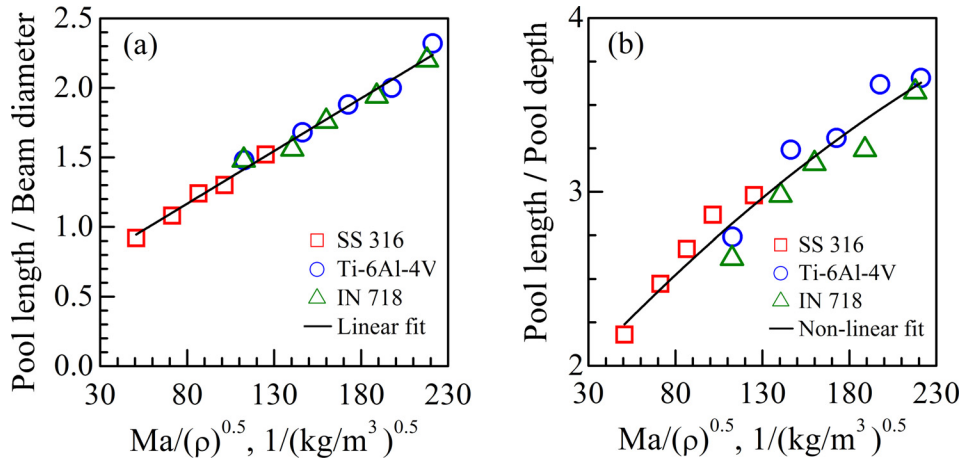 (a)
Pool length / Beam diameter
2.5
2.0
1.5
1.0
0.5
0.0
SS 316
Ti-6Al-4V
IN 718
Linear fit
30 80 130 180 230
Ma/(ρ)^0.5, 1/(kg/m^3)^0.5
(b)
Pool length / Pool depth
4
3
2
SS 316
Ti-6Al-4V
IN 718
Non-linear fit
30 80 130 180 230
Ma/(ρ)^0.5, 1/(kg/m^3)^0.5